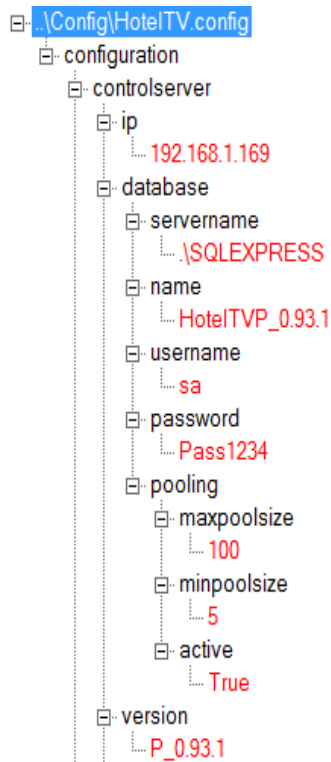 ..\Config\HotelTV.config
configuration
controlserver
ip
192.168.1.169
database
servername
.\SQLEXPRESS
name
HotelTVP_0.93.1
username
sa
password
Pass1234
pooling
maxpoolsize
100
minpoolsize
5
active
True
version
P_0.93.1